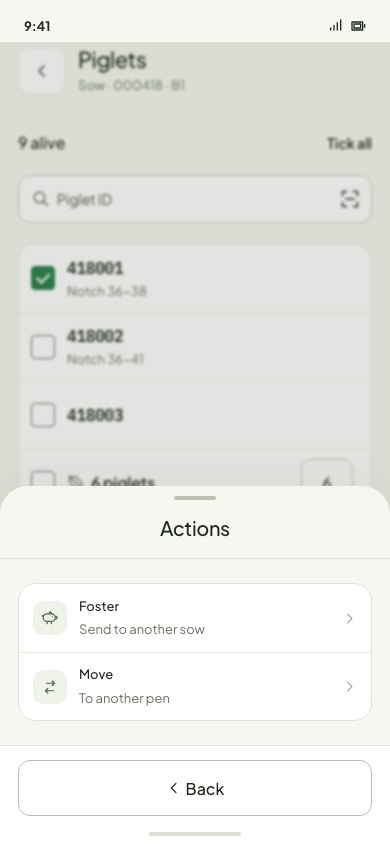 9:41
Piglets
Sow · 000418 · B1
9 alive
Tick all
Piglet ID
418001
Notch 36–38
418002
Notch 36–41
418003
6 piglets
6
Actions
Foster
Send to another sow
Move
To another pen
Back